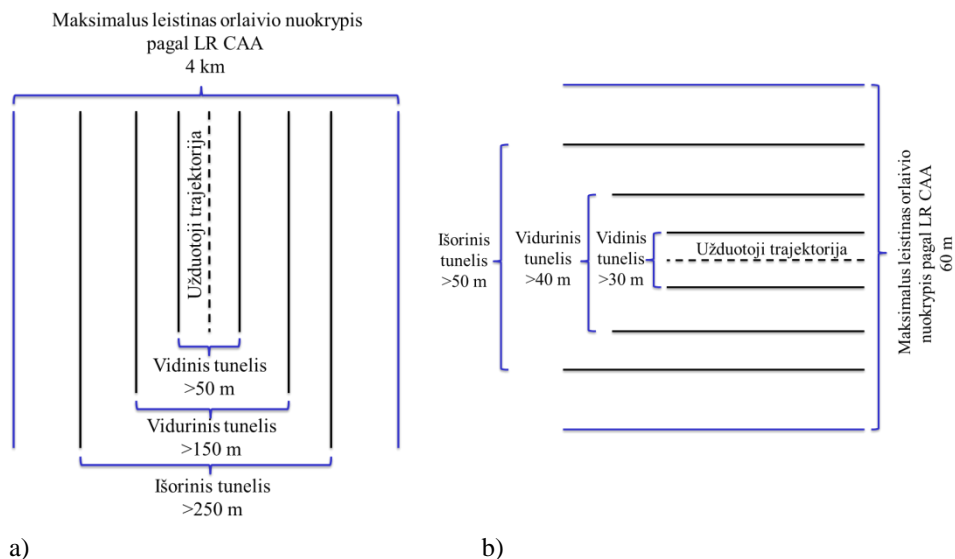 Maksimalus leistinas orlaivio nuokrypis
pagal LR CAA
4 km
Užduotoji trajektorija
Vidinis tunelis
>50 m
Vidurinis tunelis
>150 m
Išorinis tunelis
>250 m
a)
Išorinis
tunelis
>50 m
Vidurinis
tunelis
>40 m
Vidinis
tunelis
>30 m
Užduotoji trajektorija
Maksimalus leistinas orlaivio
nuokrypis pagal LR CAA
60 m
b)